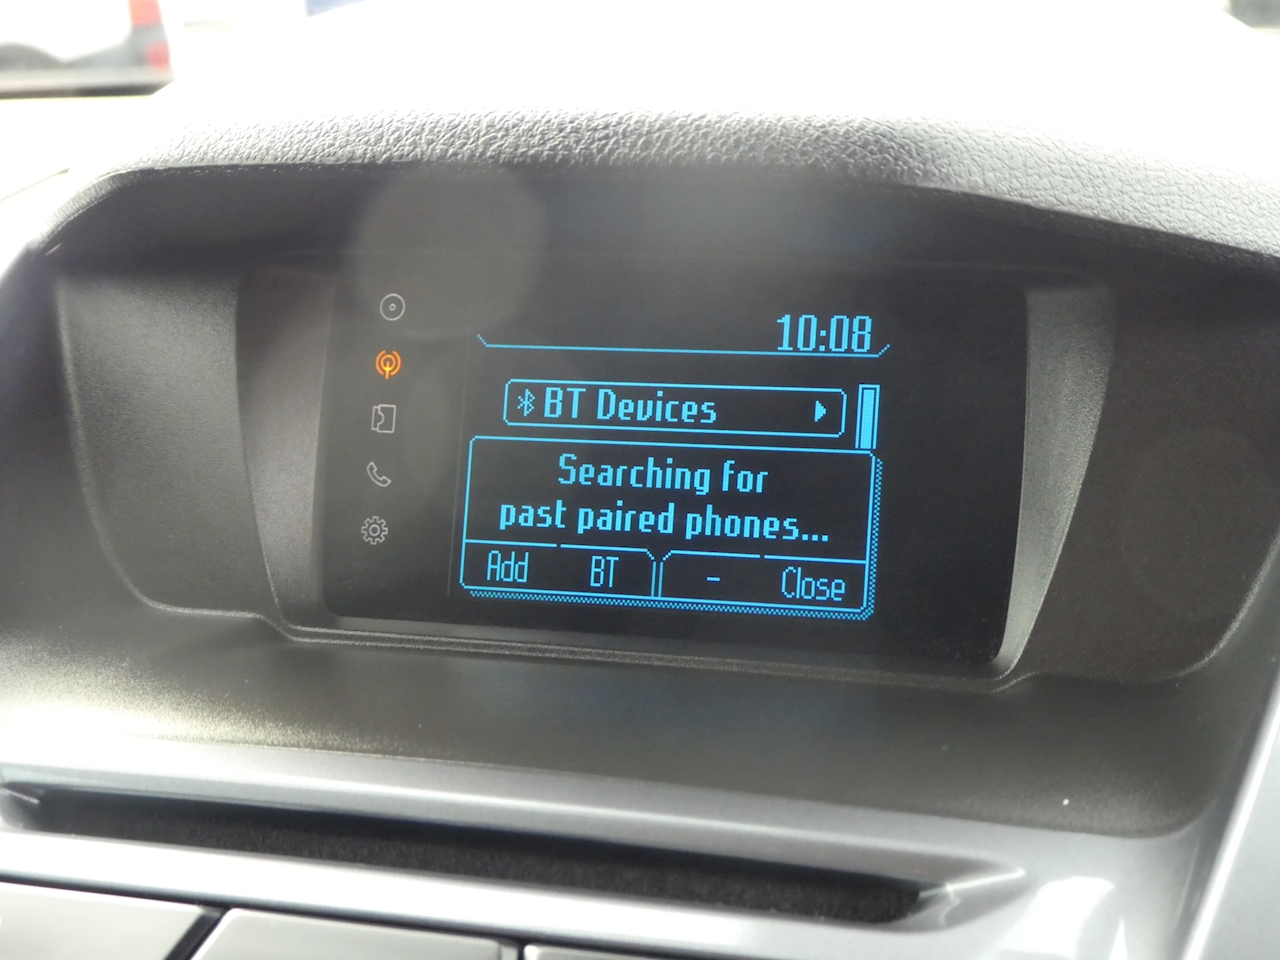 10:08
BT Devices
Searching for
past paired phones...
Add BT - Close